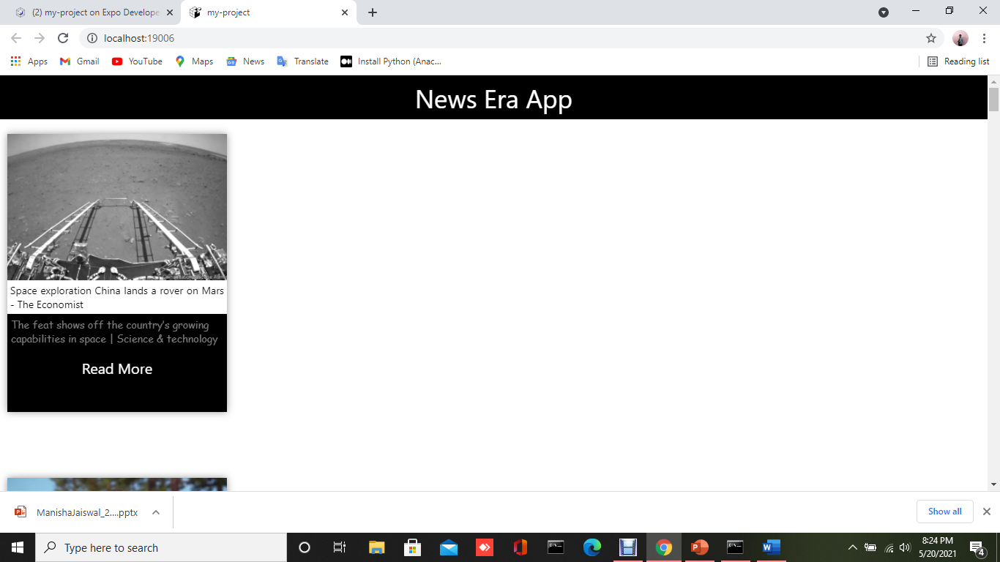 (2) my-project on Expo Develope
my-project
localhost:19006
Apps
Gmail
YouTube
Maps
News
Translate
Install Python (Anac...
Reading list
News Era App
Space exploration China lands a rover on Mars
- The Economist
The feat shows off the country's growing
capabilities in space | Science & technology
Read More
ManishaJaiswal_2....pptx
Show all
Type here to search
8:24 PM
5/20/2021
4